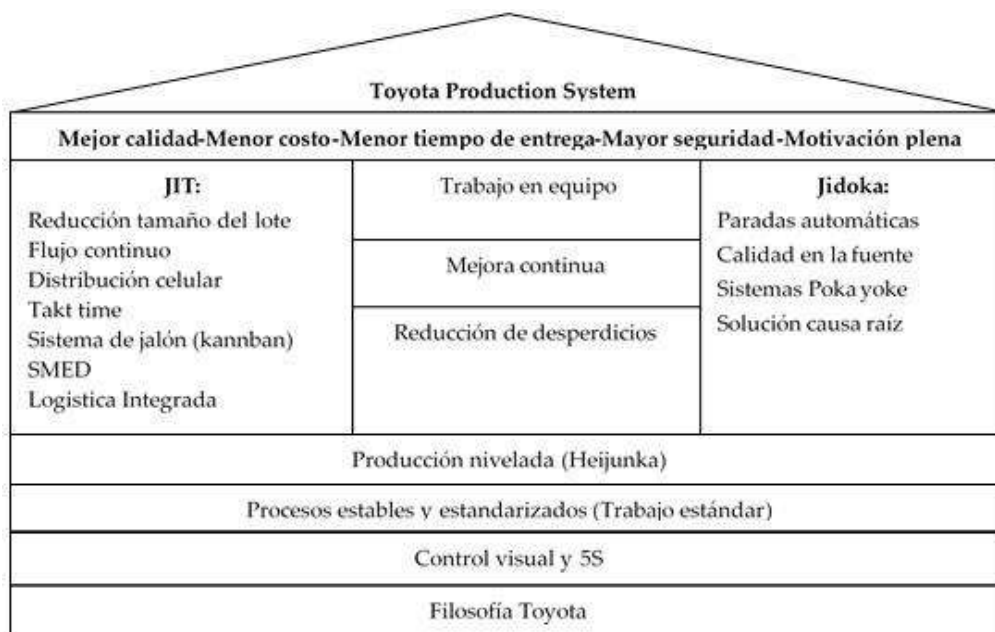 Toyota Production System
Mejor calidad-Menor costo-Menor tiempo de entrega-Mayor seguridad-Motivación plena
JIT:
Reducción tamaño del lote
Flujo continuo
Distribución celular
Takt time
Sistema de jalón (kannban)
SMED
Logistica Integrada
Trabajo en equipo
Mejora continua
Reducción de desperdicios
Jidoka:
Paradas automáticas
Calidad en la fuente
Sistemas Poka yoke
Solución causa raíz
Producción nivelada (Heijunka)
Procesos estables y estandarizados (Trabajo estándar)
Control visual y 5S
Filosofía Toyota